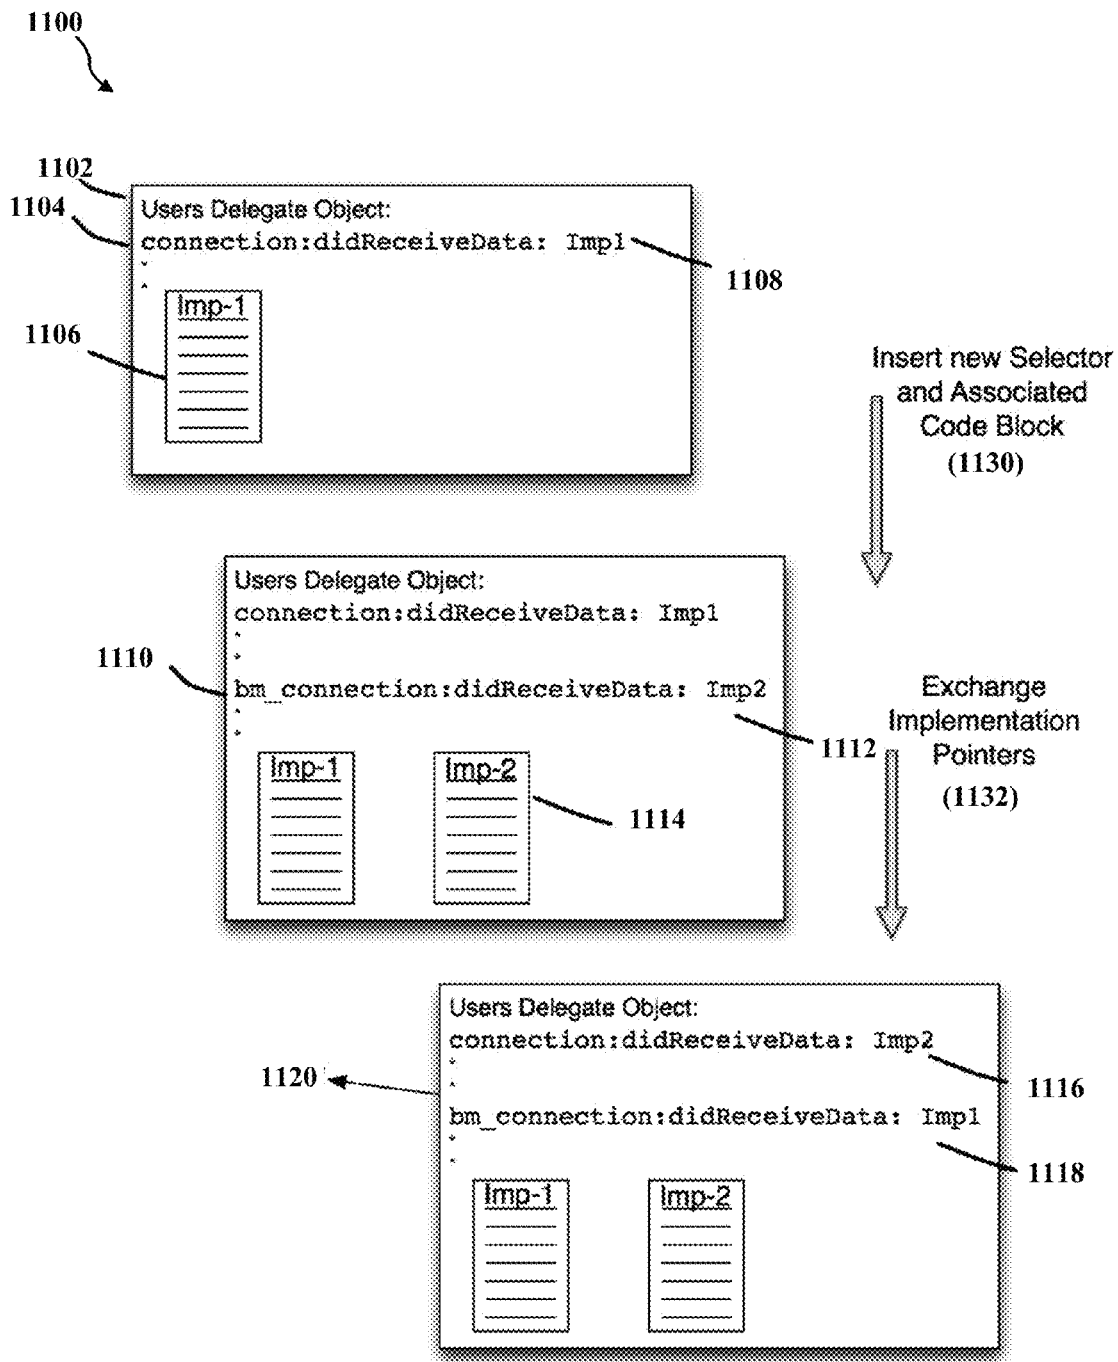 1100
1102
Users Delegate Object:
1104
connection:didReceiveData: Imp1
1108
Imp-1
1106
Insert new Selector
and Associated
Code Block
(1130)
Users Delegate Object:
connection:didReceiveData: Imp1
1110
bm_connection:didReceiveData: Imp2
1112
Exchange
Implementation
Pointers
(1132)
Imp-1
Imp-2
1114
Users Delegate Object:
connection:didReceiveData: Imp2
1120
1116
bm_connection:didReceiveData: Imp1
1118
Imp-1
Imp-2